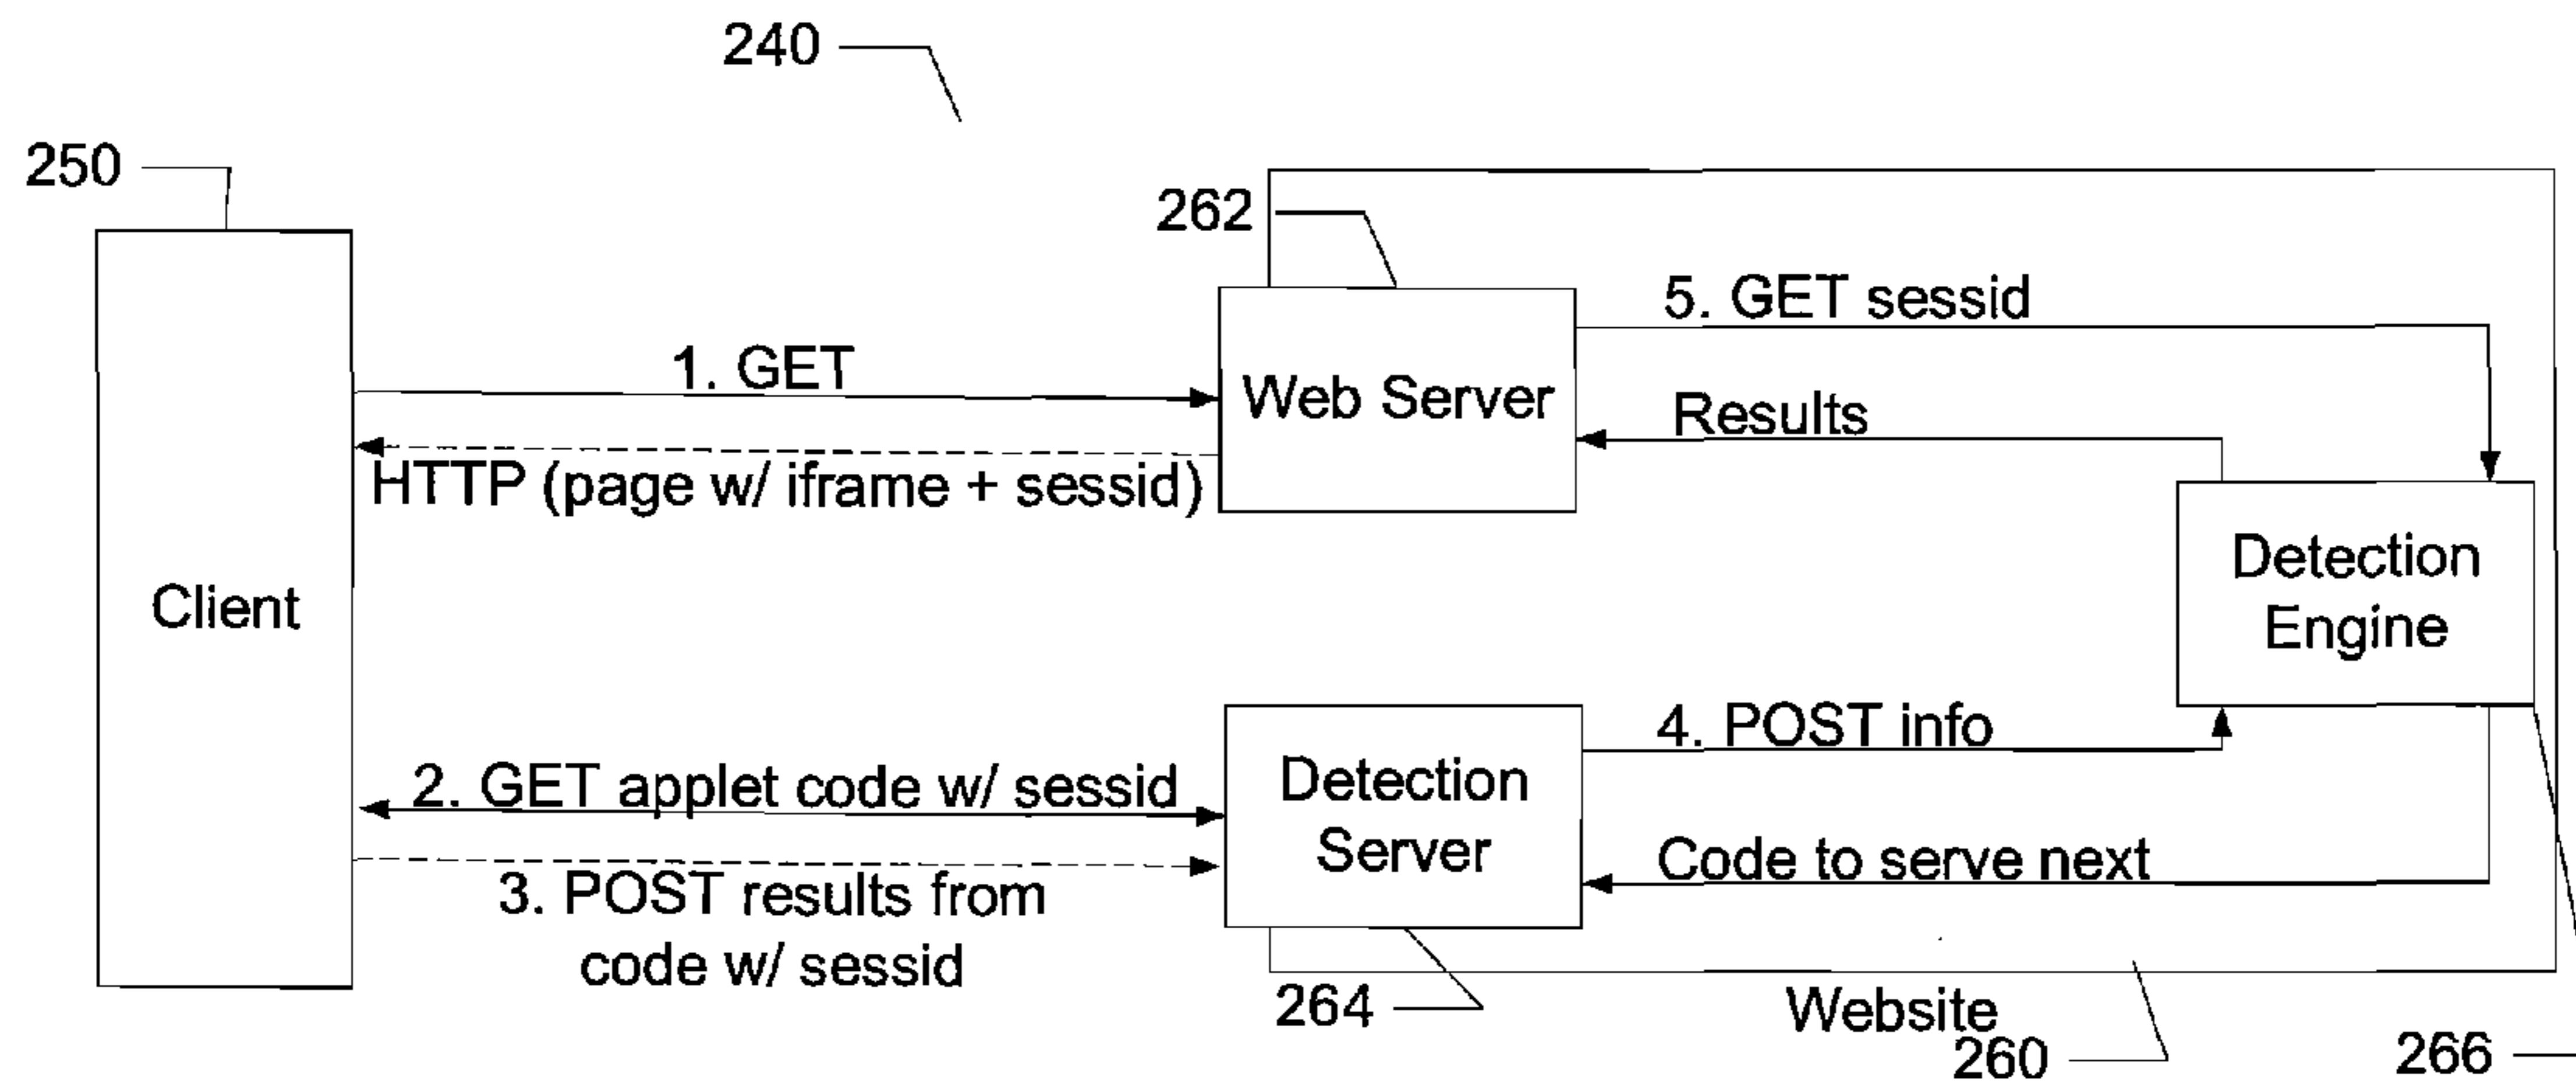 240
250
262
5. GET sessid
1. GET
Web Server
Results
HTTP (page w/ iframe + sessid)
Detection
Engine
Client
4. POST info
2. GET applet code w/ sessid
Detection
Server
Code to serve next
3. POST results from
code w/ sessid
264
Website
260
266